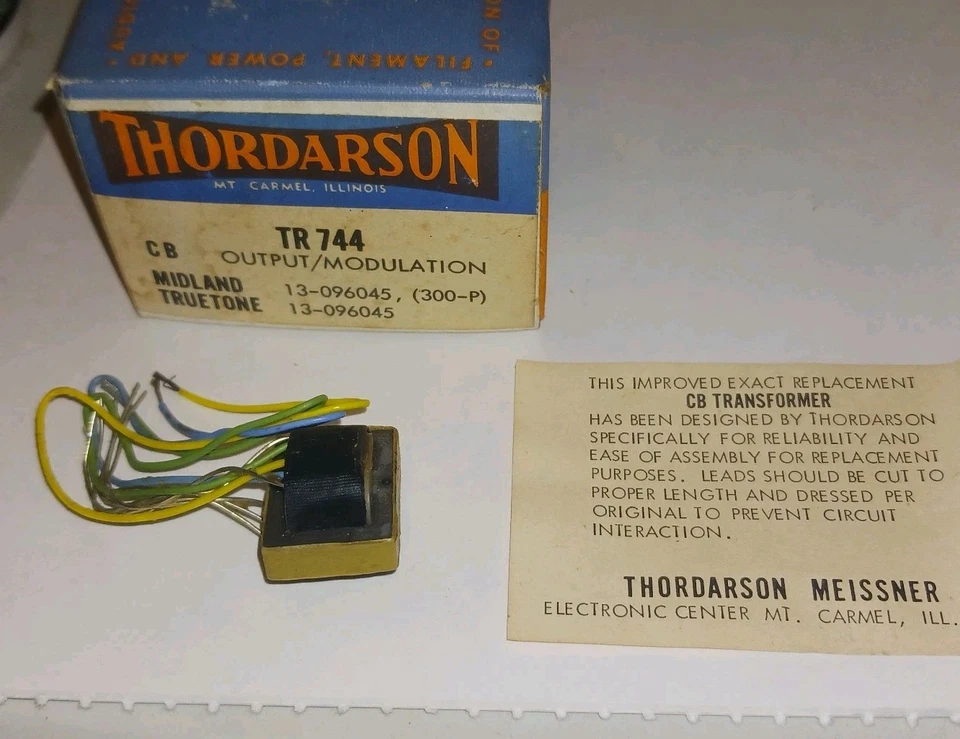 ON OF
• FILAMENT, POWER AND •
AUDIO
THORDARSON
MT CARMEL, ILLINOIS
TR 744
CB OUTPUT/MODULATION
MIDLAND 13-096045, (300-P)
TRUETONE 13-096045
THIS IMPROVED EXACT REPLACEMENT
CB TRANSFORMER
HAS BEEN DESIGNED BY THORDARSON
SPECIFICALLY FOR RELIABILITY AND
EASE OF ASSEMBLY FOR REPLACEMENT
PURPOSES. LEADS SHOULD BE CUT TO
PROPER LENGTH AND DRESSED PER
ORIGINAL TO PREVENT CIRCUIT
INTERACTION.
THORDARSON MEISSNER
ELECTRONIC CENTER MT. CARMEL, ILL.